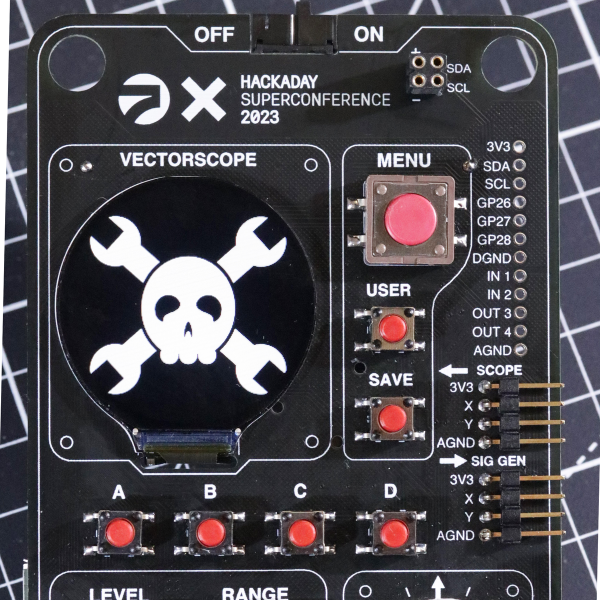 OFF ON
HACKADAY
SUPERCONFERENCE
2023
+
SDA
SCL
−
VECTORSCOPE
MENU
USER
SAVE
3V3
SDA
SCL
GP26
GP27
GP28
DGND
IN 1
IN 2
OUT 3
OUT 4
AGND
SCOPE
3V3
X
Y
AGND
SIG GEN
3V3
X
Y
AGND
A B C D
LEVEL RANGE